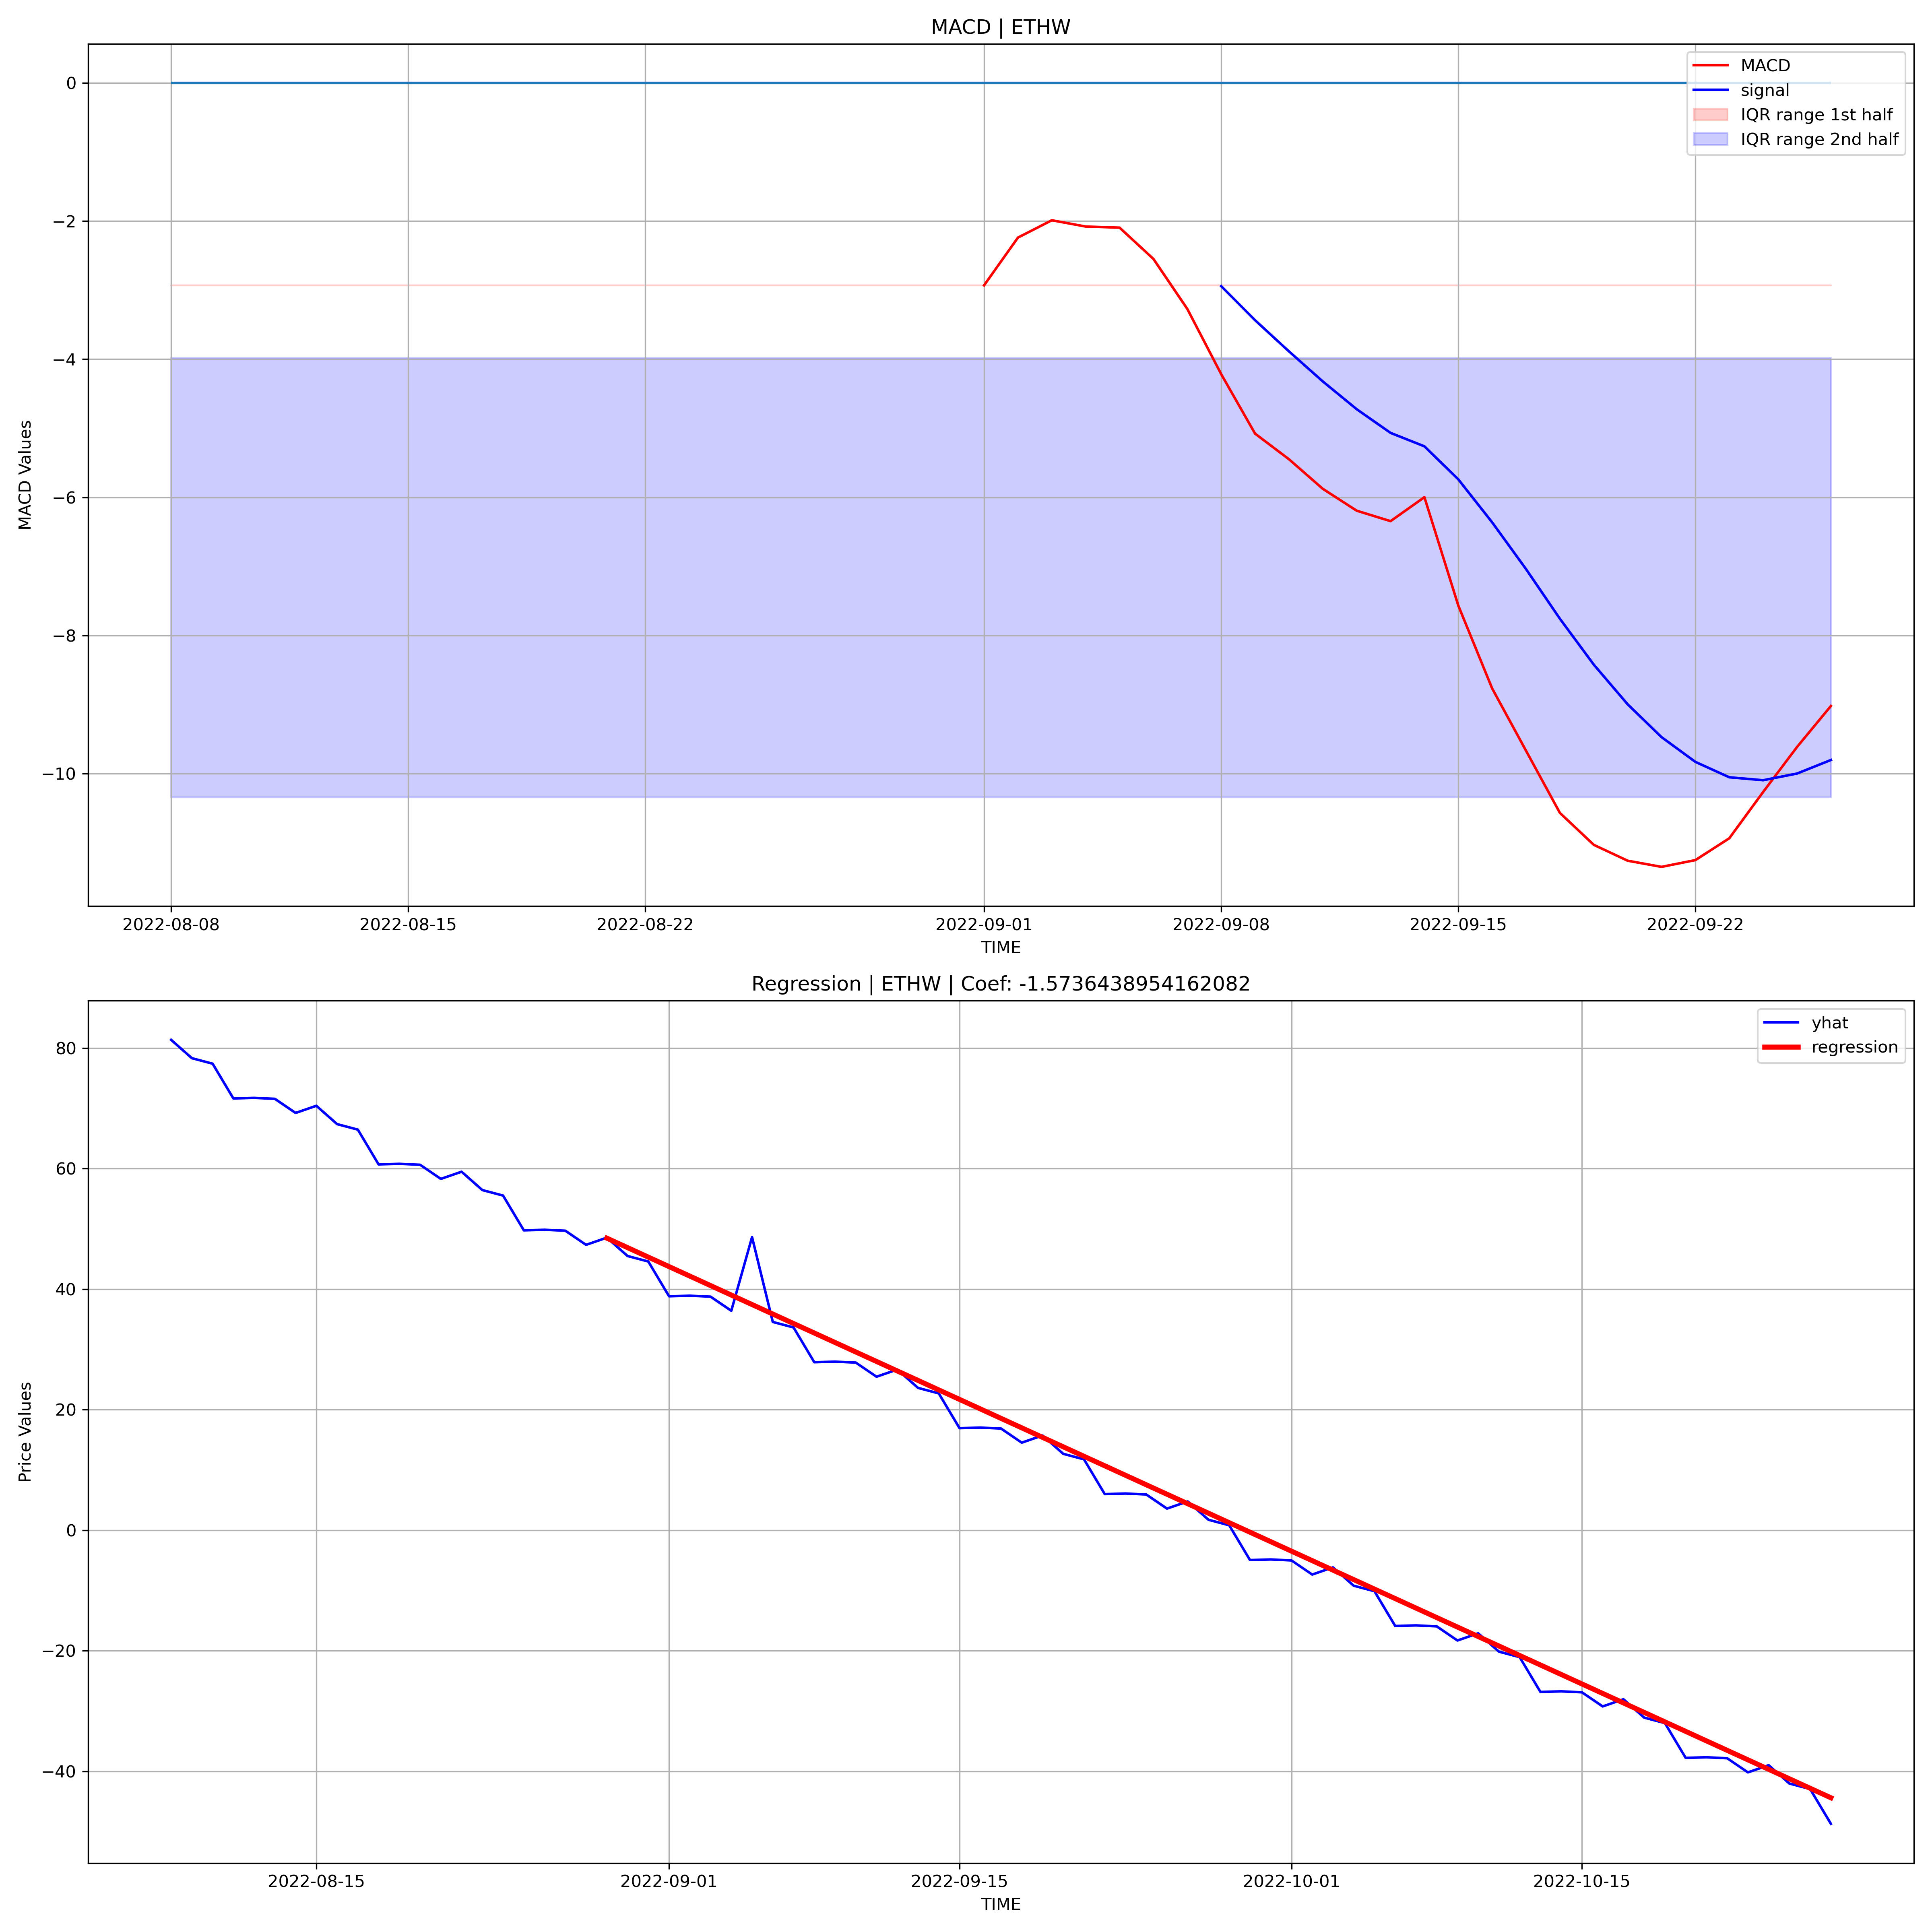 MACD | ETHW
MACD
signal
IQR range 1st half
IQR range 2nd half
0
−2
−4
−6
−8
−10
MACD Values
2022-08-08 2022-08-15 2022-08-22 2022-09-01 2022-09-08 2022-09-15 2022-09-22
TIME
Regression | ETHW | Coef: -1.5736438954162082
yhat
regression
80
60
40
20
0
−20
−40
Price Values
2022-08-15 2022-09-01 2022-09-15 2022-10-01 2022-10-15
TIME